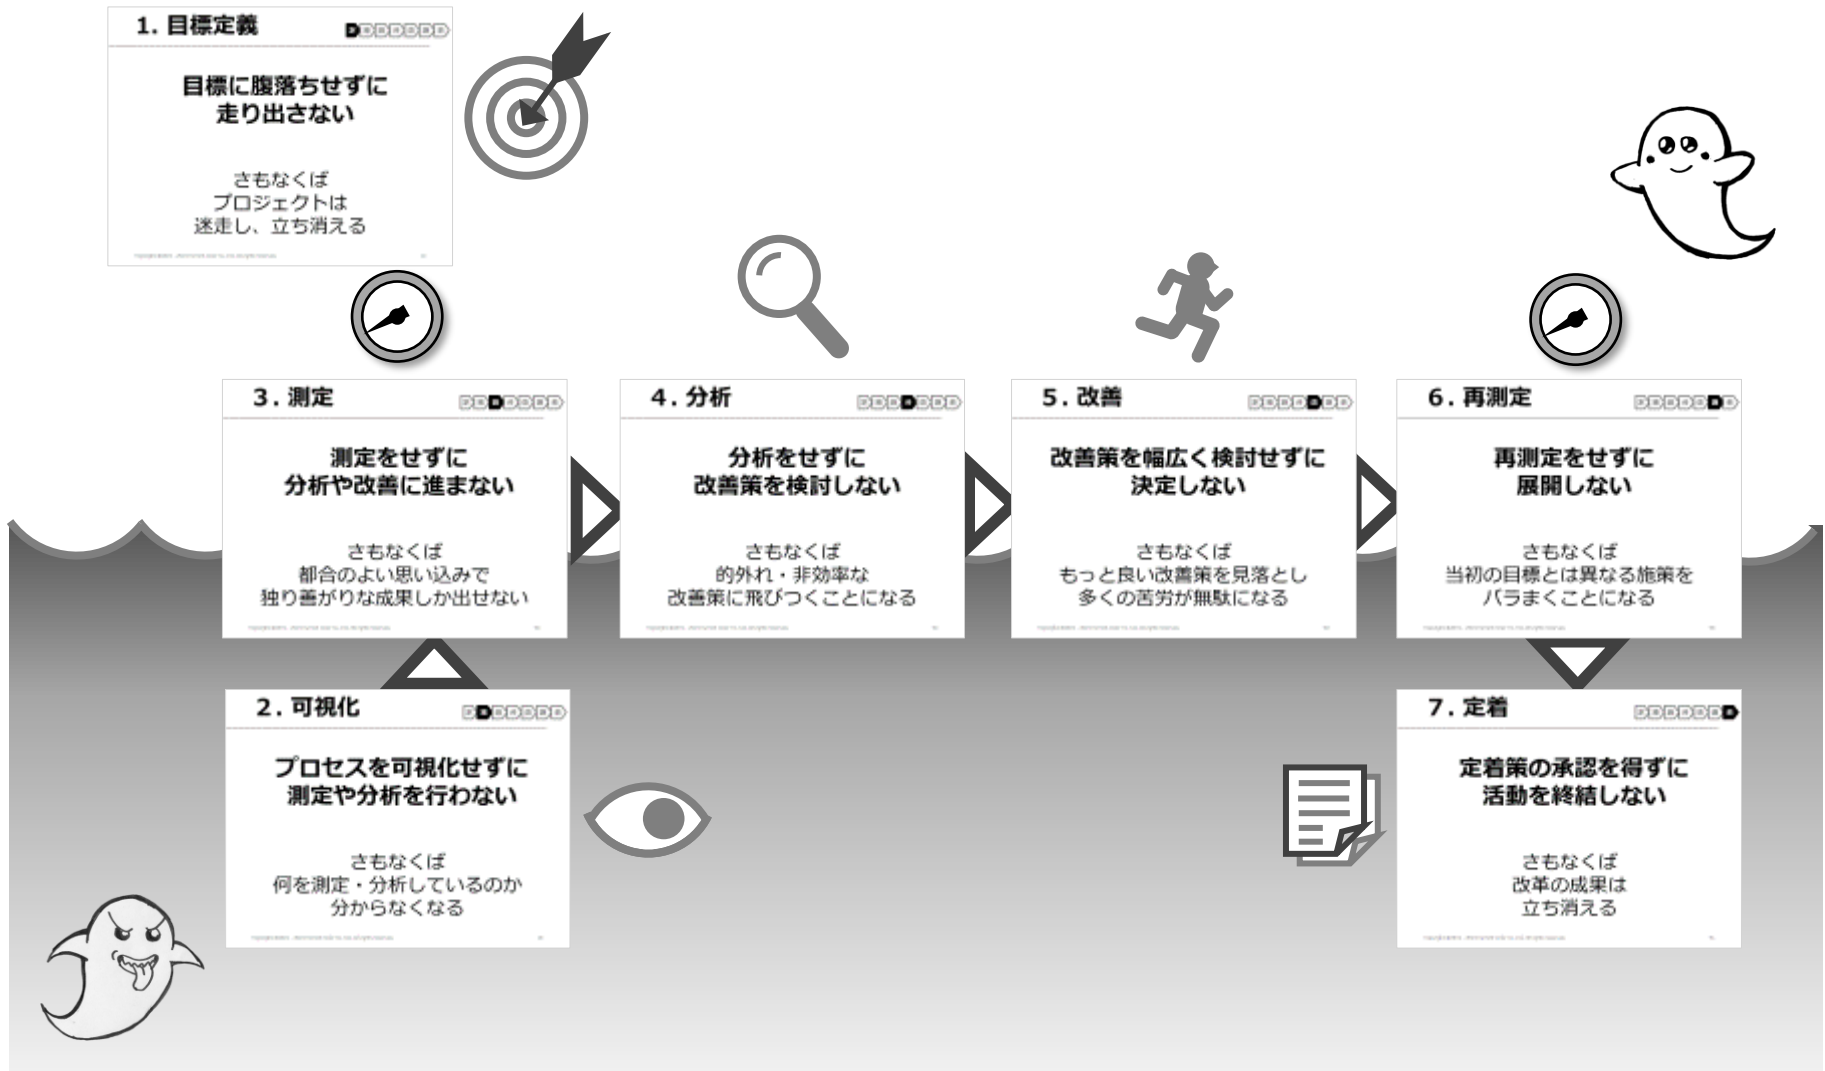 1. 目標定義
目標に腹落ちせずに
走り出さない
さもなくば
プロジェクトは
迷走し、立ち消える
3. 測定
測定をせずに
分析や改善に進まない
さもなくば
都合のよい思い込みで
独り善がりな成果しか出せない
4. 分析
分析をせずに
改善策を検討しない
さもなくば
的外れ・非効率な
改善策に飛びつくことになる
5. 改善
改善策を幅広く検討せずに
決定しない
さもなくば
もっと良い改善策を見落とし
多くの苦労が無駄になる
6. 再測定
再測定をせずに
展開しない
さもなくば
当初の目標とは異なる施策を
バラまくことになる
2. 可視化
プロセスを可視化せずに
測定や分析を行わない
さもなくば
何を測定・分析しているのか
分からなくなる
7. 定着
定着策の承認を得ずに
活動を終結しない
さもなくば
改革の成果は
立ち消える